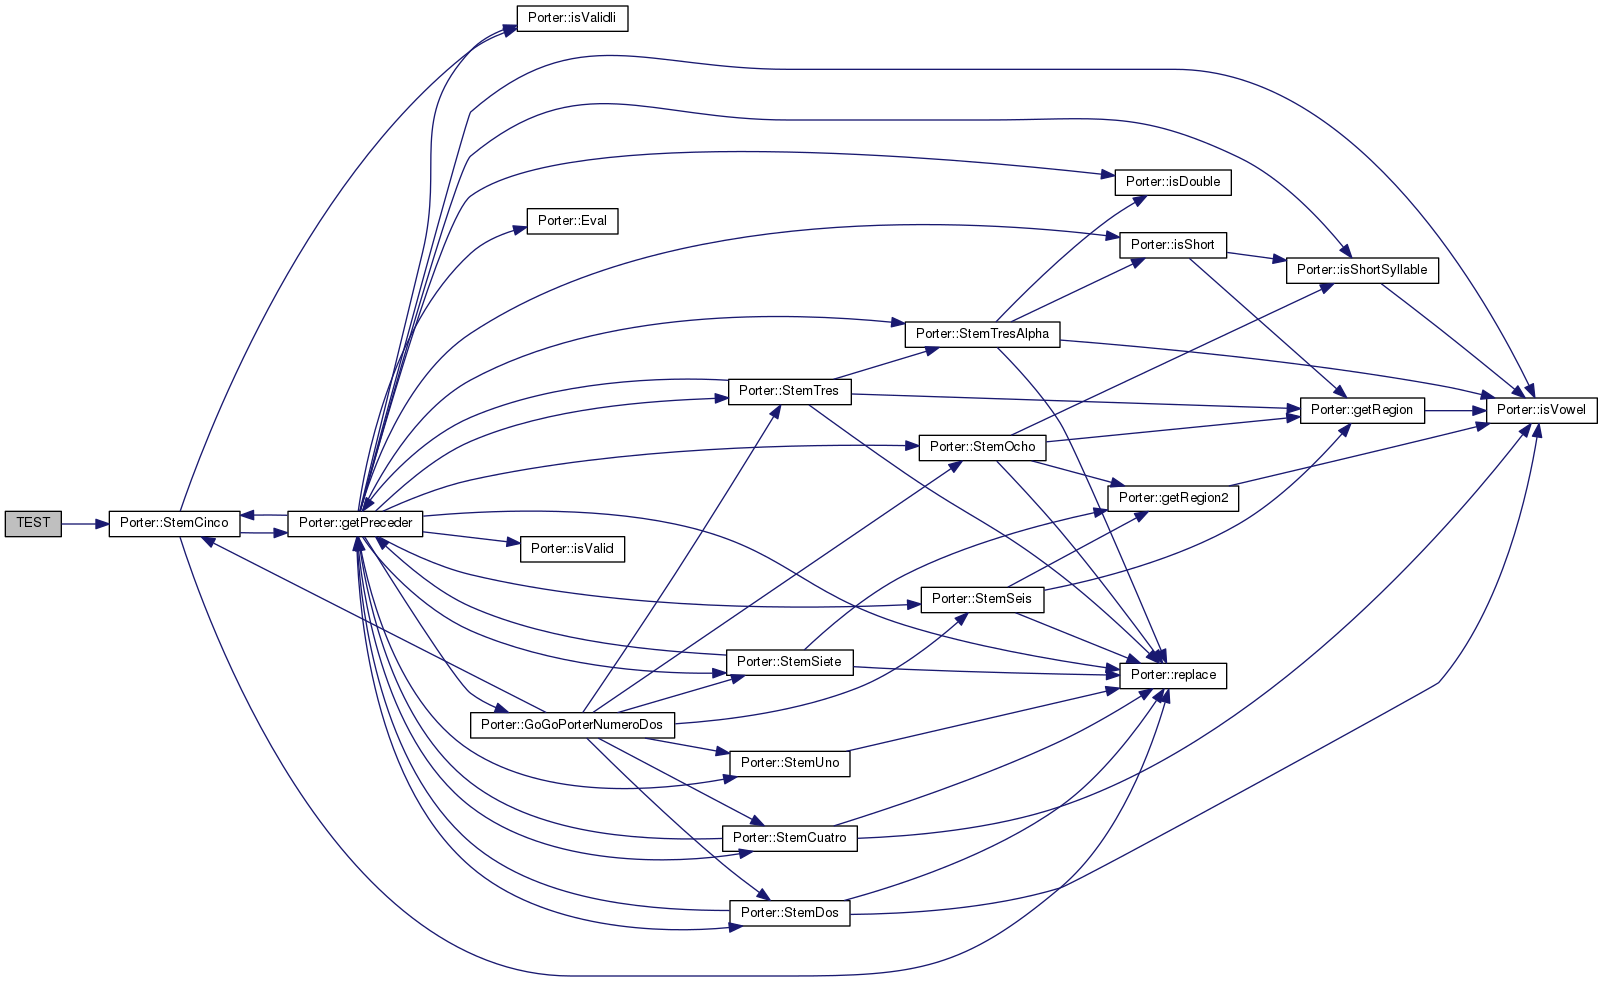 Porter::isValidli
Porter::isDouble
Porter::Eval
Porter::isShort
Porter::isShortSyllable
Porter::StemTresAlpha
Porter::StemTres
Porter::getRegion
Porter::isVowel
Porter::StemOcho
Porter::getRegion2
TEST
Porter::StemCinco
Porter::getPreceder
Porter::isValid
Porter::StemSeis
Porter::StemSiete
Porter::replace
Porter::GoGoPorterNumeroDos
Porter::StemUno
Porter::StemCuatro
Porter::StemDos